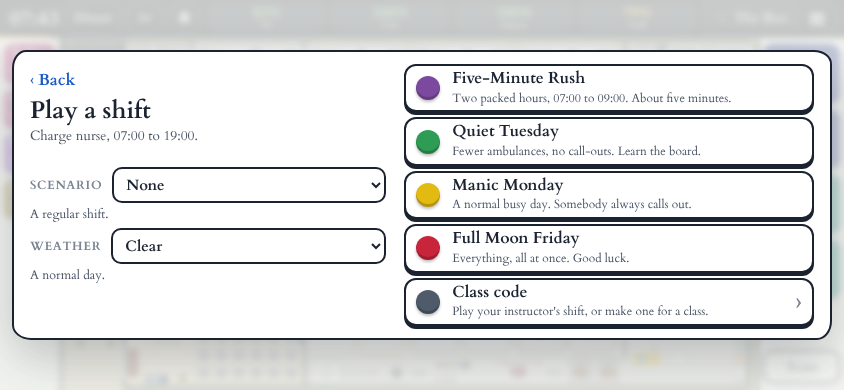 ‹ Back
Play a shift
Charge nurse, 07:00 to 19:00.
SCENARIO None
A regular shift.
WEATHER Clear
A normal day.
Five-Minute Rush
Two packed hours, 07:00 to 09:00. About five minutes.
Quiet Tuesday
Fewer ambulances, no call-outs. Learn the board.
Manic Monday
A normal busy day. Somebody always calls out.
Full Moon Friday
Everything, all at once. Good luck.
Class code
Play your instructor's shift, or make one for a class.
›